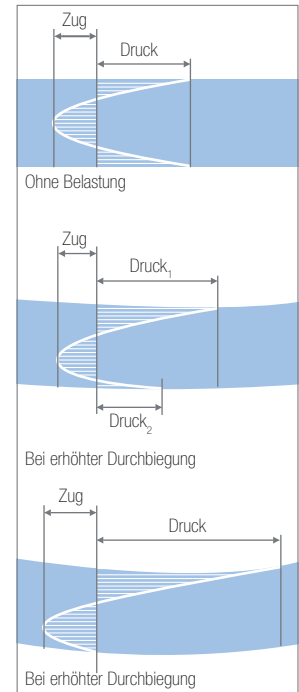 Zug
Druck
Ohne Belastung
Zug
Druck₁
Druck₂
Bei erhöhter Durchbiegung
Zug
Druck
Bei erhöhter Durchbiegung